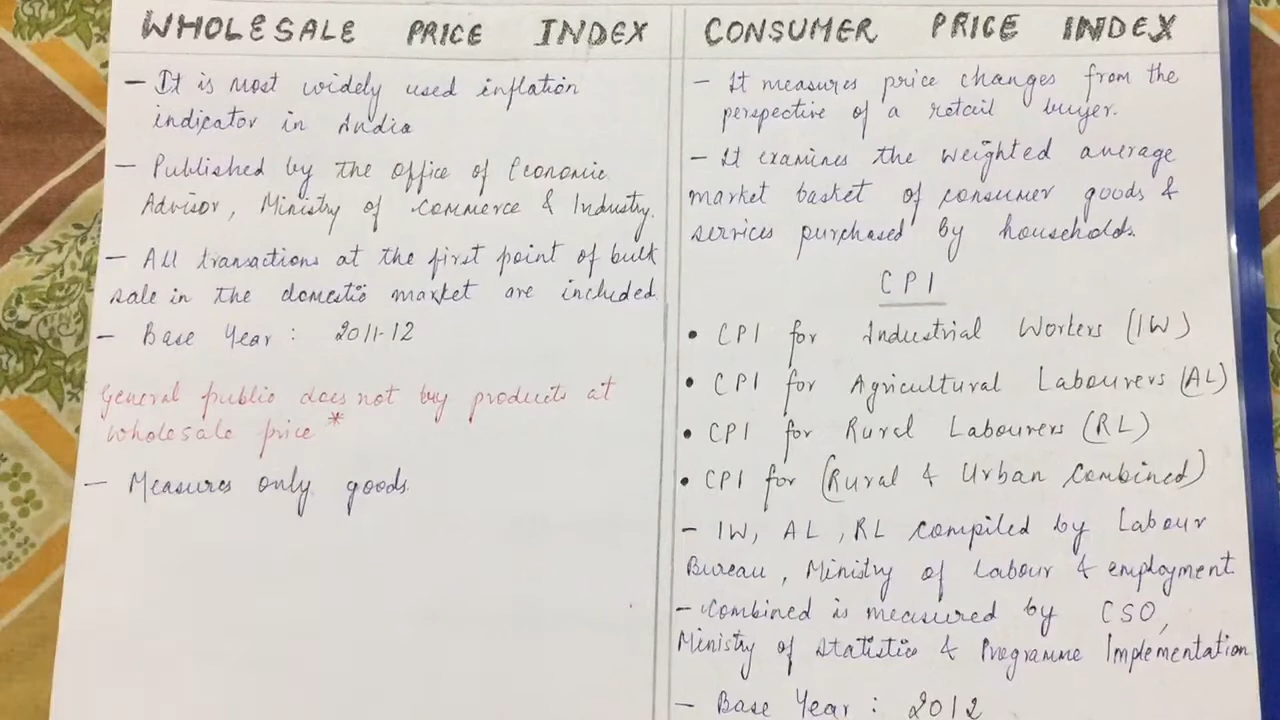 WHOLESALE PRICE INDEX
- It is most widely used inflation
indicator in India
- Published by the office of Economic
Advisor, Ministry of Commerce & Industry.
- All transactions at the first point of bulk
sale in the domestic market are included
- Base Year : 2011-12
General public does not buy products at
wholesale price *
- Measures only goods.
CONSUMER PRICE INDEX
- It measures price changes from the
perspective of a retail buyer.
- It examines the weighted average
market basket of consumer goods &
services purchased by households.
CPI
• CPI for Industrial Workers (IW)
• CPI for Agricultural Labourers (AL)
• CPI for Rural Labourers (RL)
• CPI for (Rural & Urban Combined)
- IW, AL, RL compiled by Labour
Bureau, Ministry of Labour & employment.
- Combined is measured by CSO,
Ministry of Statistics & Programme Implementation
- Base Year : 2012